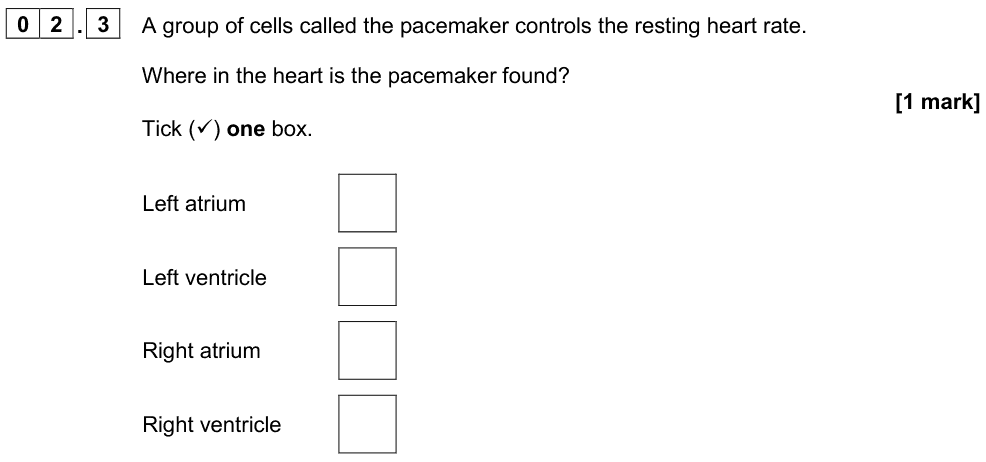 0 2 . 3 A group of cells called the pacemaker controls the resting heart rate.
Where in the heart is the pacemaker found?
[1 mark]
Tick (✓) one box.
Left atrium
Left ventricle
Right atrium
Right ventricle